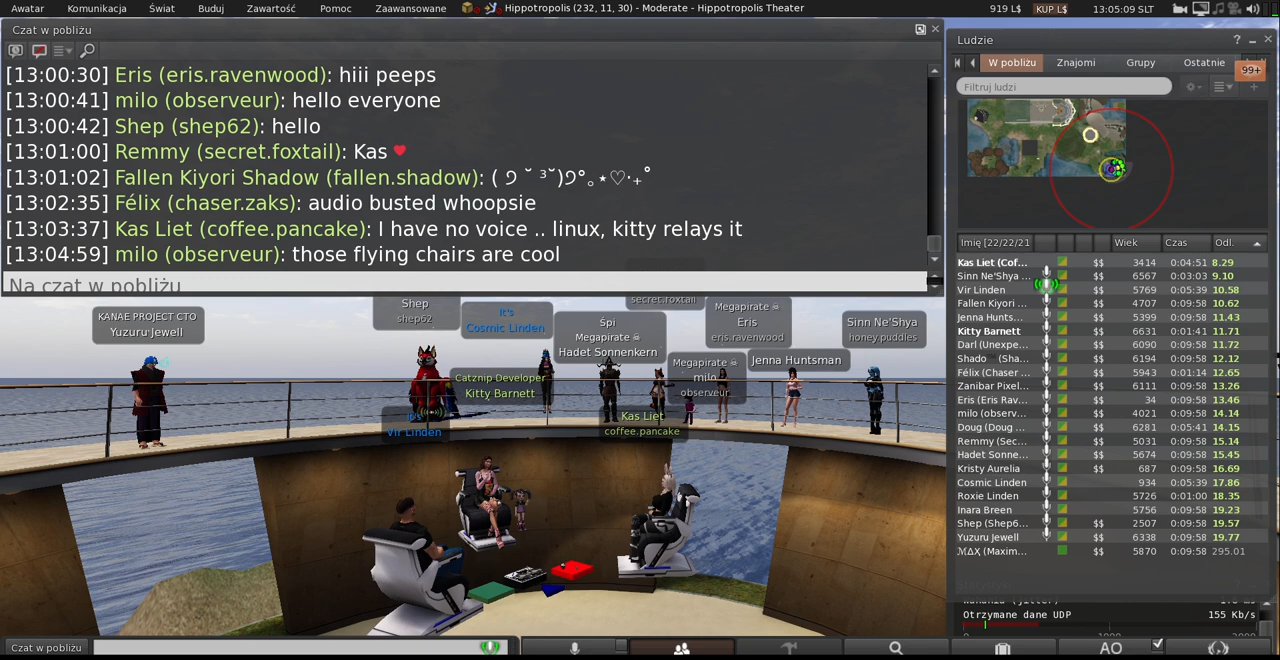 Awatar Komunikacja Świat Buduj Zawartość Pomoc Zaawansowane Hippotropolis (232, 11, 30) - Moderate - Hippotropolis Theater 919 L$ KUP L$ 13:05:09 SLT
Czat w pobliżu
[13:00:30] Eris (eris.ravenwood): hiii peeps
[13:00:41] milo (observeur): hello everyone
[13:00:42] Shep (shep62): hello
[13:01:00] Remmy (secret.foxtail): Kas ♥
[13:01:02] Fallen Kiyori Shadow (fallen.shadow): ( ੭ ˘ ³˘)੭°。⋆♡‧₊˚
[13:02:35] Félix (chaser.zaks): audio busted whoopsie
[13:03:37] Kas Liet (coffee.pancake): I have no voice .. linux, kitty relays it
[13:04:59] milo (observeur): those flying chairs are cool
Na czat w pobliżu
KANAE PROJECT CTO
Yuzuru Jewell
Shep
shep62
It's
Cosmic Linden
secret.foxtail
Śpi
Megapirate ☠
Hadet Sonnenkern
Megapirate ☠
Eris
eris.ravenwood
Sinn Ne'Shya
honey.puddles
Megapirate ☠
milo
observeur
Jenna Huntsman
Catznip Developer
Kitty Barnett
It's
Vir Linden
Kas Liet
coffee.pancake
Ludzie
W pobliżu Znajomi Grupy Ostatnie 99+
Filtruj ludzi
Imię [22/22/21 Wiek Czas Odl.
Kas Liet (Cof... $$ 3414 0:04:51 8.29
Sinn Ne'Shya ... $$ 6567 0:03:03 9.10
Vir Linden $$ 5769 0:05:39 10.58
Fallen Kiyori ... $$ 4707 0:09:58 10.62
Jenna Hunts... $$ 5399 0:09:58 11.43
Kitty Barnett $$ 6631 0:01:41 11.71
Darl (Unexpe... $$ 6090 0:09:58 11.72
Shado (Sha... $$ 6194 0:09:58 12.12
Félix (Chaser ... $$ 5943 0:01:14 12.65
Zanibar Pixel... $$ 6111 0:09:58 13.26
Eris (Eris Rav... $$ 34 0:09:58 13.46
milo (observ... $$ 4021 0:09:58 14.14
Doug (Doug ... $$ 6281 0:05:41 14.15
Remmy (Sec... $$ 5031 0:09:58 15.14
Hadet Sonne... $$ 5674 0:09:58 15.45
Kristy Aurelia $$ 687 0:09:58 16.69
Cosmic Linden 934 0:05:39 17.86
Roxie Linden 5726 0:01:00 18.35
Inara Breen 5756 0:09:58 19.23
Shep (Shep6... $$ 2507 0:09:58 19.57
Yuzuru Jewell $$ 6338 0:09:58 19.77
ℳΔⵅ (Maxim... $$ 5870 0:09:58 295.01
Otrzymane dane UDP 155 Kb/s
Czat w pobliżu AO